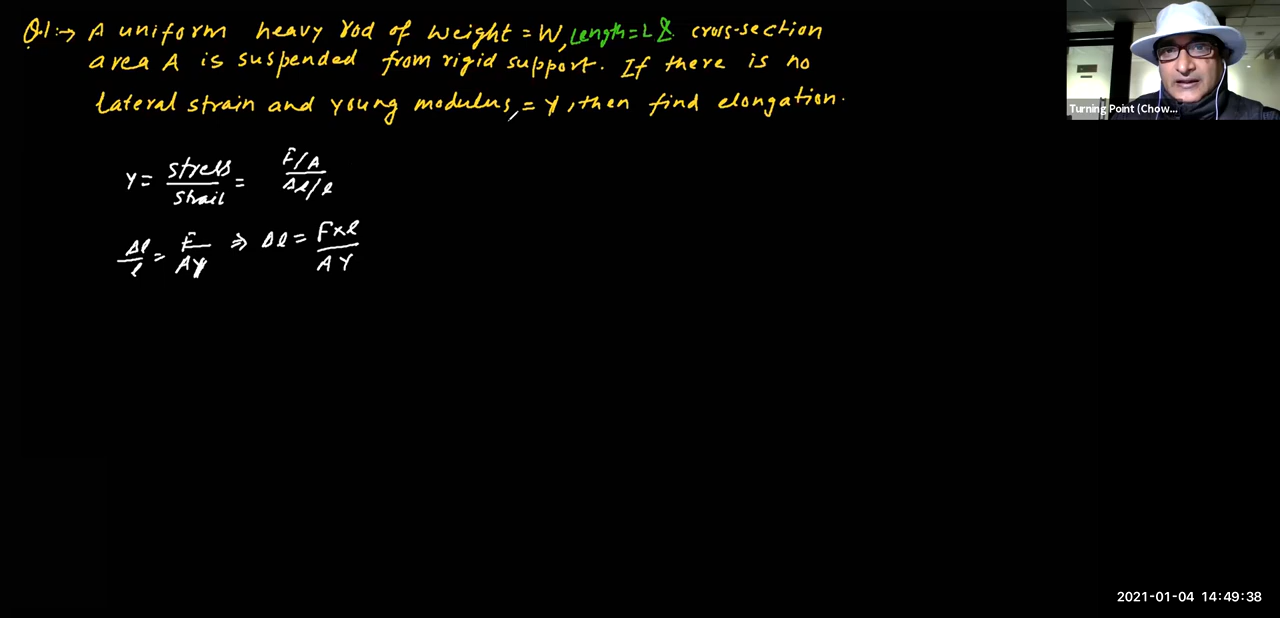 Q.1:→ A uniform heavy rod of weight = W, Length = L & cross-section
area A is suspended from rigid support. If there is no
lateral strain and young modulus, = Y, then find elongation.
Y = stress/strail = F/A / Δl/l
Δl/l = F/AY ⇒ Δl = F×l/AY
Turning Point (Chow...
2021-01-04 14:49:38